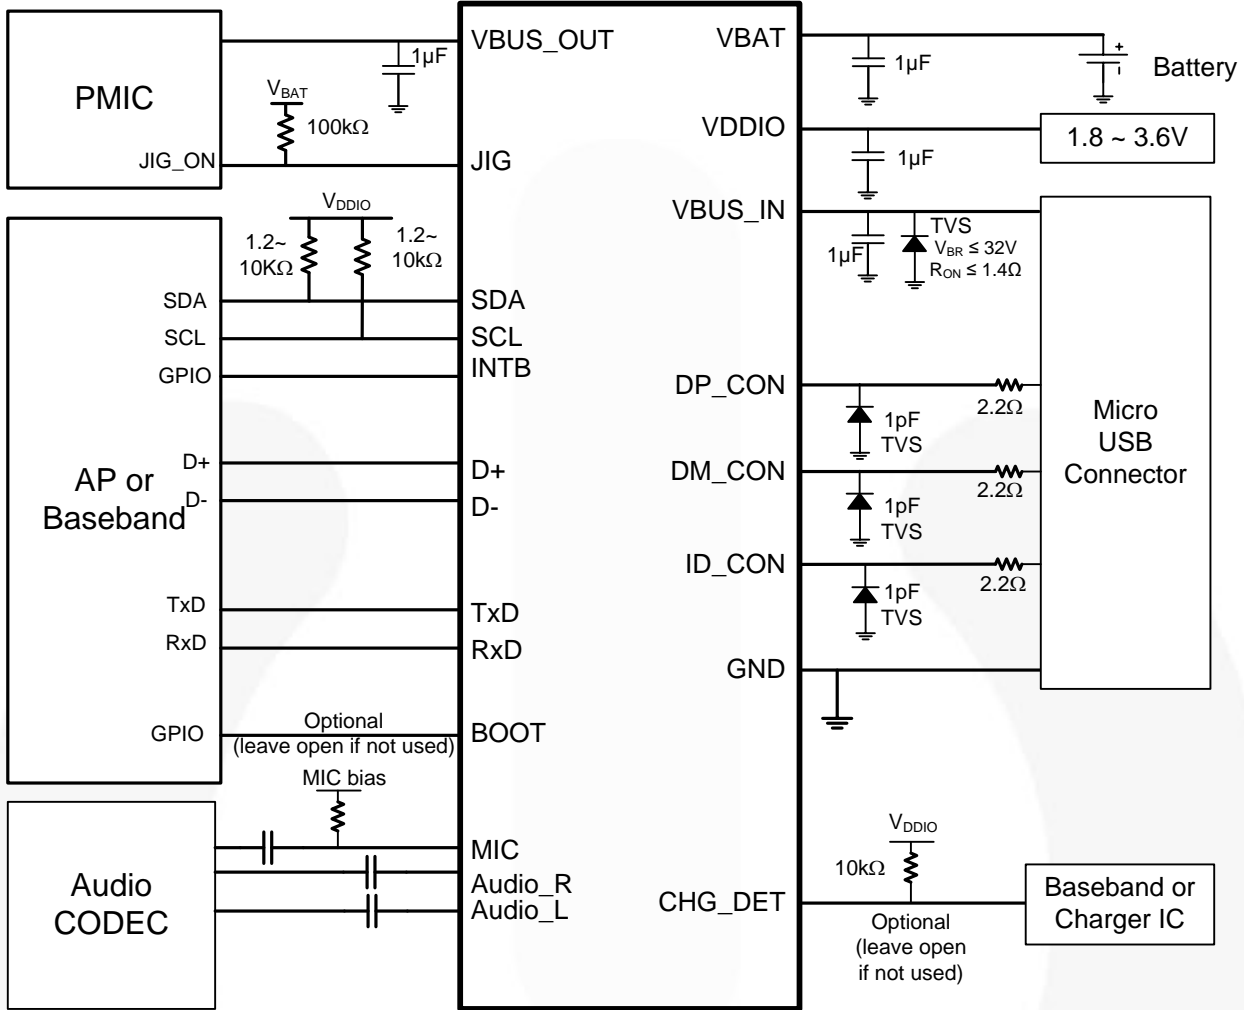 PMIC
JIG_ON
1µF
VBAT
100kΩ
VBUS_OUT
JIG
VDDIO
1.2~
10KΩ
1.2~
10kΩ
AP or
Baseband
SDA
SCL
GPIO
D+
D-
TxD
RxD
GPIO
SDA
SCL
INTB
D+
D-
TxD
RxD
Optional
(leave open if not used)
BOOT
MIC bias
Audio
CODEC
MIC
Audio_R
Audio_L
VBAT
1µF
+
-
Battery
VDDIO
1µF
1.8 ~ 3.6V
VBUS_IN
1µF
TVS
VBR ≤ 32V
RON ≤ 1.4Ω
DP_CON
1pF
TVS
2.2Ω
DM_CON
1pF
TVS
2.2Ω
ID_CON
1pF
TVS
2.2Ω
GND
Micro
USB
Connector
VDDIO
10kΩ
CHG_DET
Optional
(leave open
if not used)
Baseband or
Charger IC